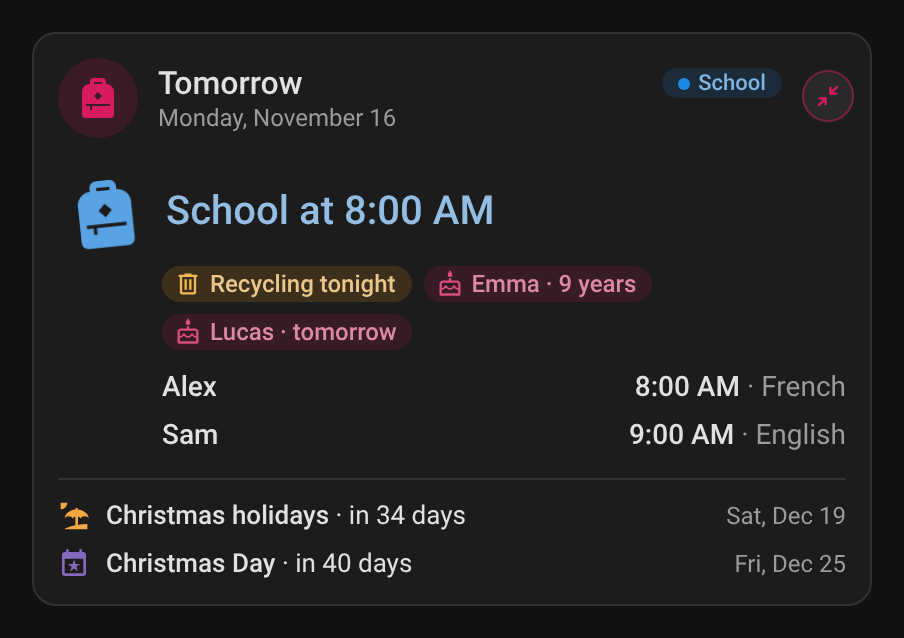 Tomorrow
School
Monday, November 16
School at 8:00 AM
Recycling tonight
Emma · 9 years
Lucas · tomorrow
Alex 8:00 AM · French
Sam 9:00 AM · English
Christmas holidays · in 34 days Sat, Dec 19
Christmas Day · in 40 days Fri, Dec 25